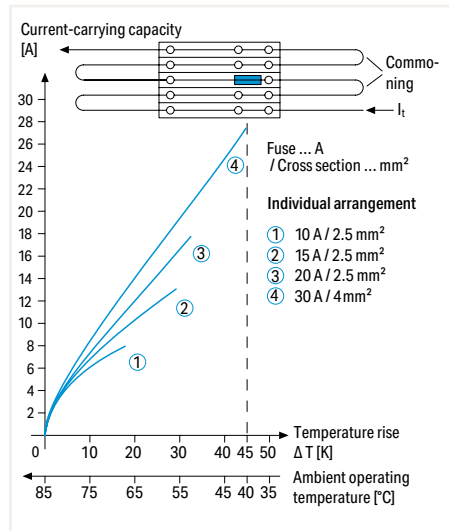 Current-carrying capacity
[A]
Commo-
ning
Iₜ
30
28
26
24
22
20
18
16
14
12
10
8
6
4
2
0
Fuse ... A
/ Cross section ... mm²
Individual arrangement
① 10 A / 2.5 mm²
② 15 A / 2.5 mm²
③ 20 A / 2.5 mm²
④ 30 A / 4 mm²
④
③
②
①
10 20 30 40 45 50
Temperature rise
Δ T [K]
85 75 65 55 45 40 35
Ambient operating
temperature [°C]